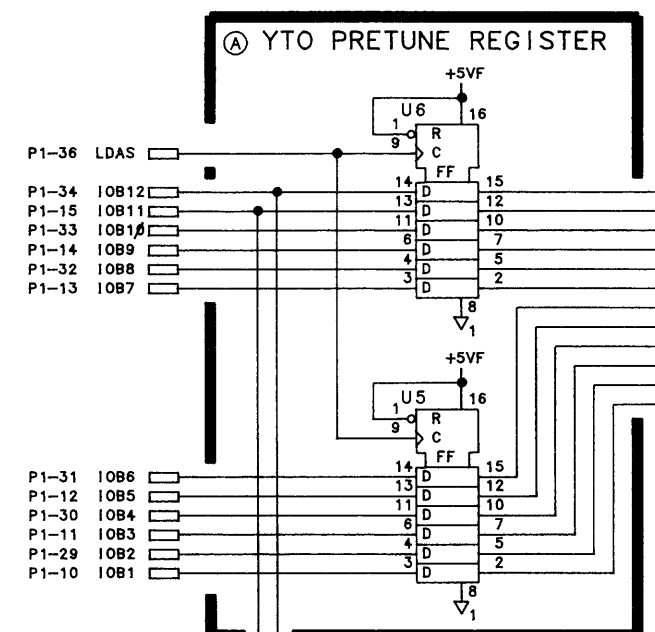 Ⓐ YTO PRETUNE REGISTER
+5VF
U6
16
1
R
9
P1-36 LDAS
C
FF
P1-34 IOB12 14 D 15
P1-15 IOB11 13 D 12
P1-33 IOB10 11 D 10
P1-14 IOB9 6 D 7
P1-32 IOB8 4 D 5
P1-13 IOB7 3 D 2
8
1
+5VF
U5
16
1
R
9
C
FF
P1-31 IOB6 14 D 15
P1-12 IOB5 13 D 12
P1-30 IOB4 11 D 10
P1-11 IOB3 6 D 7
P1-29 IOB2 4 D 5
P1-10 IOB1 3 D 2
8
1